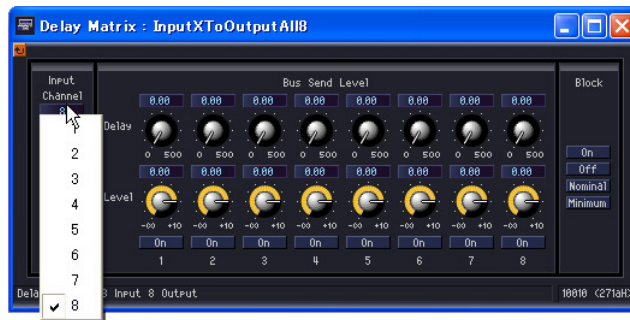 Delay Matrix : InputXToOutputAll8
Input Channel
Bus Send Level
Block
8
0.00 0.00 0.00 0.00 0.00 0.00 0.00 0.00
Delay
0 500 0 500 0 500 0 500 0 500 0 500 0 500 0 500
0.00 0.00 0.00 0.00 0.00 0.00 0.00 0.00
Level
-∞ +10 -∞ +10 -∞ +10 -∞ +10 -∞ +10 -∞ +10 -∞ +10 -∞ +10
On On On On On On On On
1 2 3 4 5 6 7 8
On
Off
Nominal
Minimum
1
2
3
4
5
6
7
8
Input 8 Output
10010 (271aH)